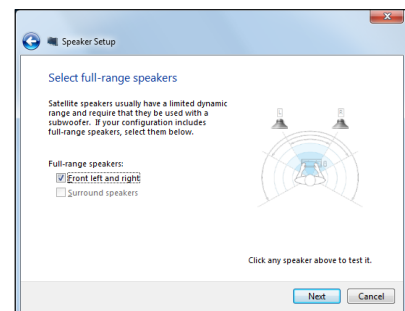 Speaker Setup
Select full-range speakers
Satellite speakers usually have a limited dynamic
range and require that they be used with a
subwoofer. If your configuration includes
full-range speakers, select them below.
L R
Full-range speakers:
Front left and right
Surround speakers
Click any speaker above to test it.
Next Cancel